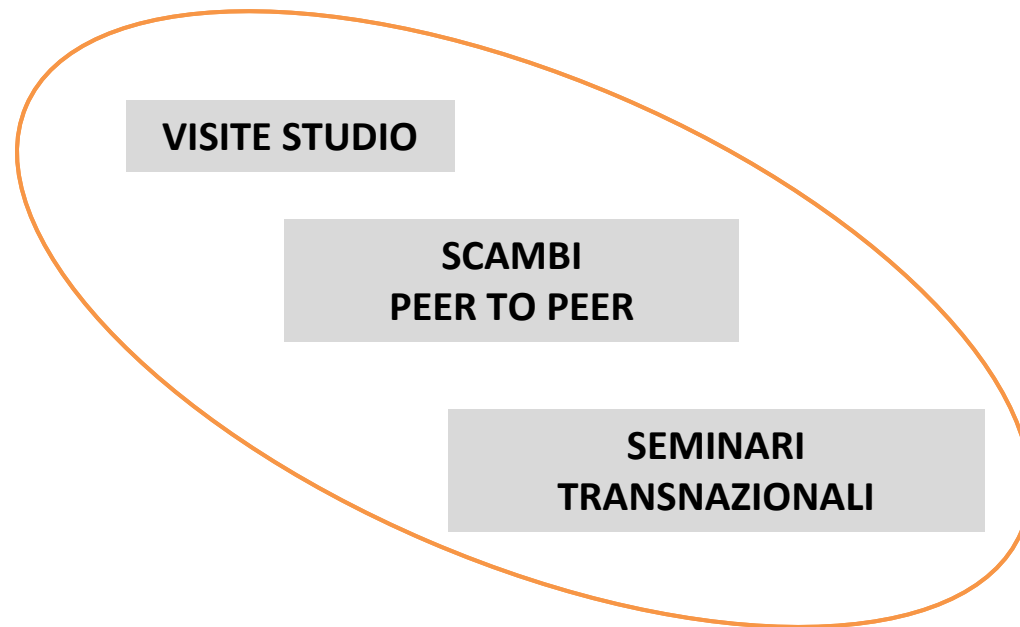 VISITE STUDIO
SCAMBI
PEER TO PEER
SEMINARI
TRANSNAZIONALI